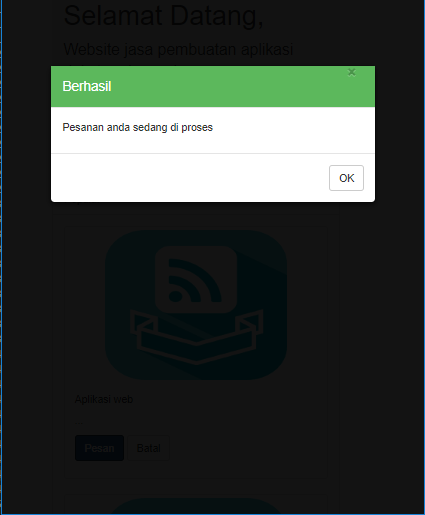 Selamat Datang,
Website jasa pembuatan aplikasi
×
Berhasil
Pesanan anda sedang di proses
OK
Aplikasi web
Pesan Batal